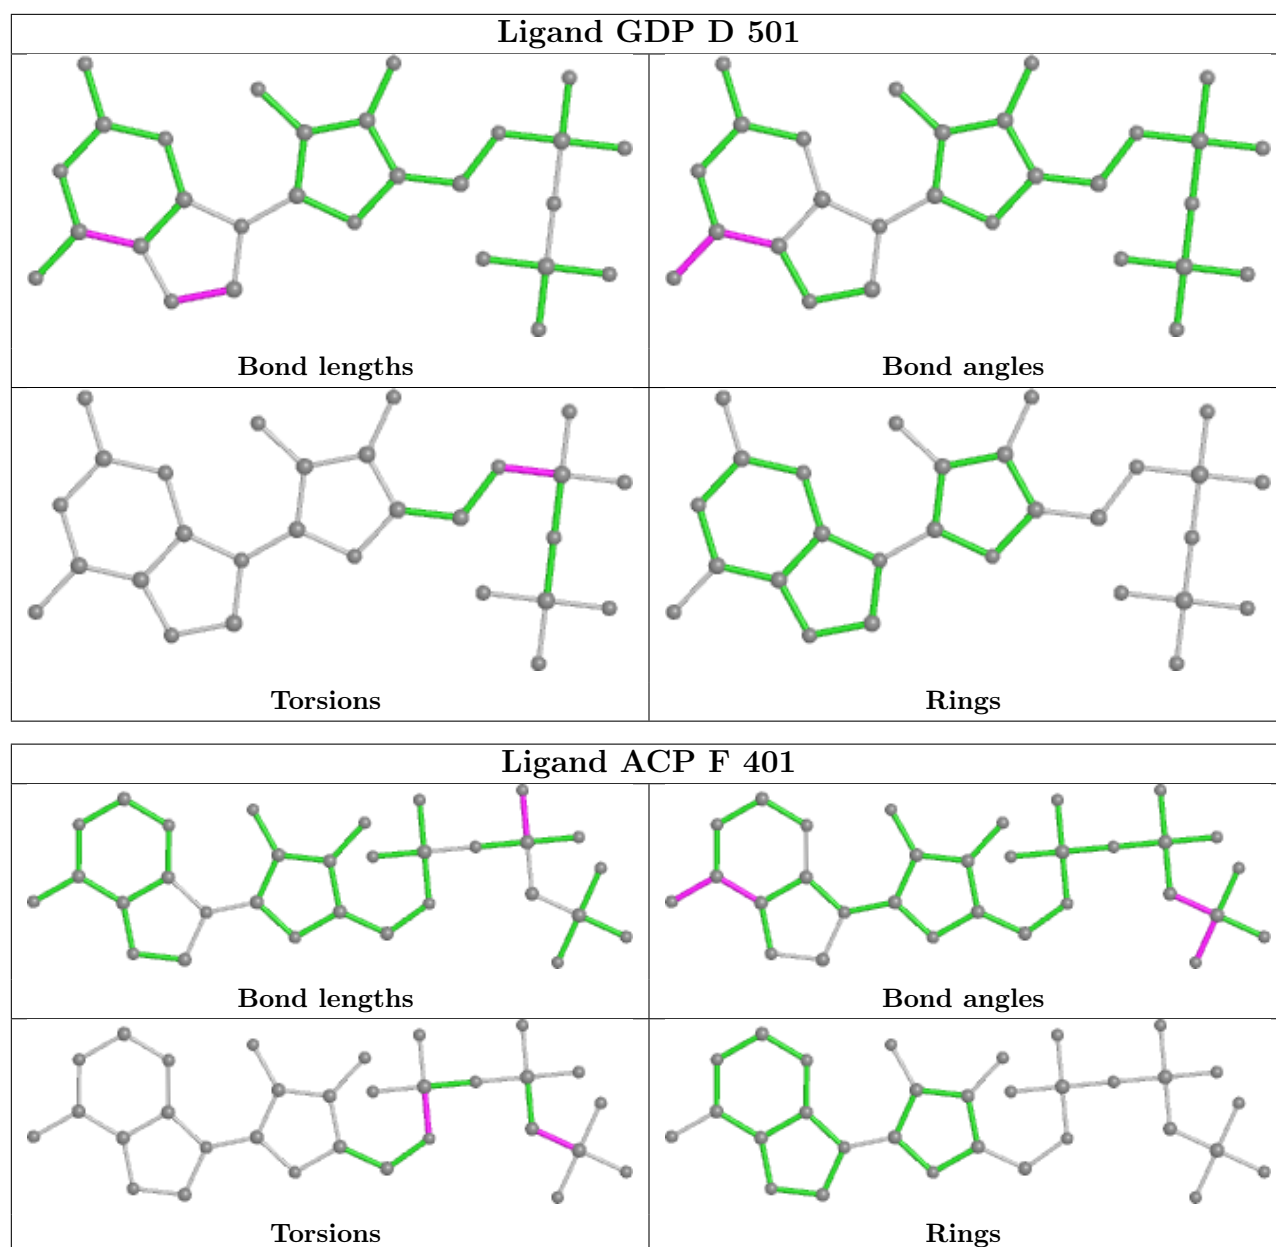 Ligand GDP D 501
Bond lengths
Bond angles
Torsions
Rings
Ligand ACP F 401
Bond lengths
Bond angles
Torsions
Rings